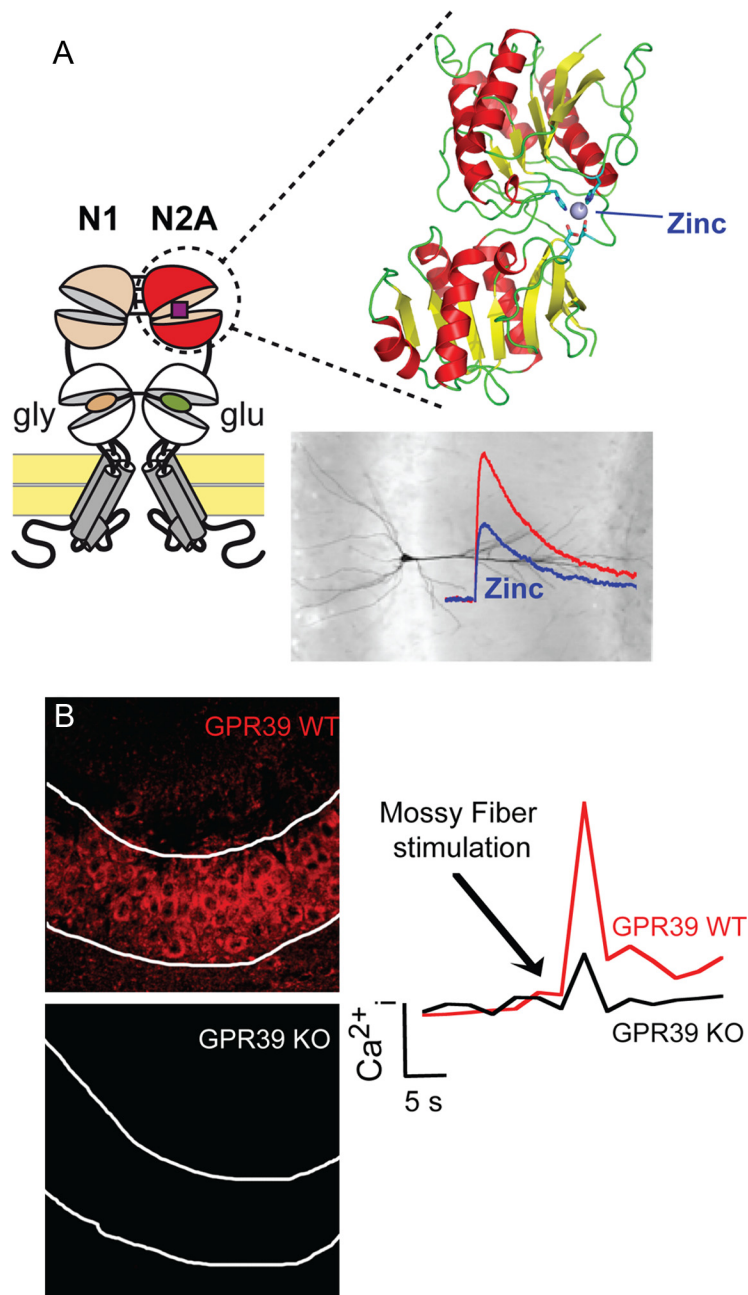 A
N1 N2A
Zinc
gly
glu
Zinc
B
GPR39 WT
Mossy Fiber
stimulation
GPR39 WT
GPR39 KO
GPR39 KO
Ca2+ i
5 s